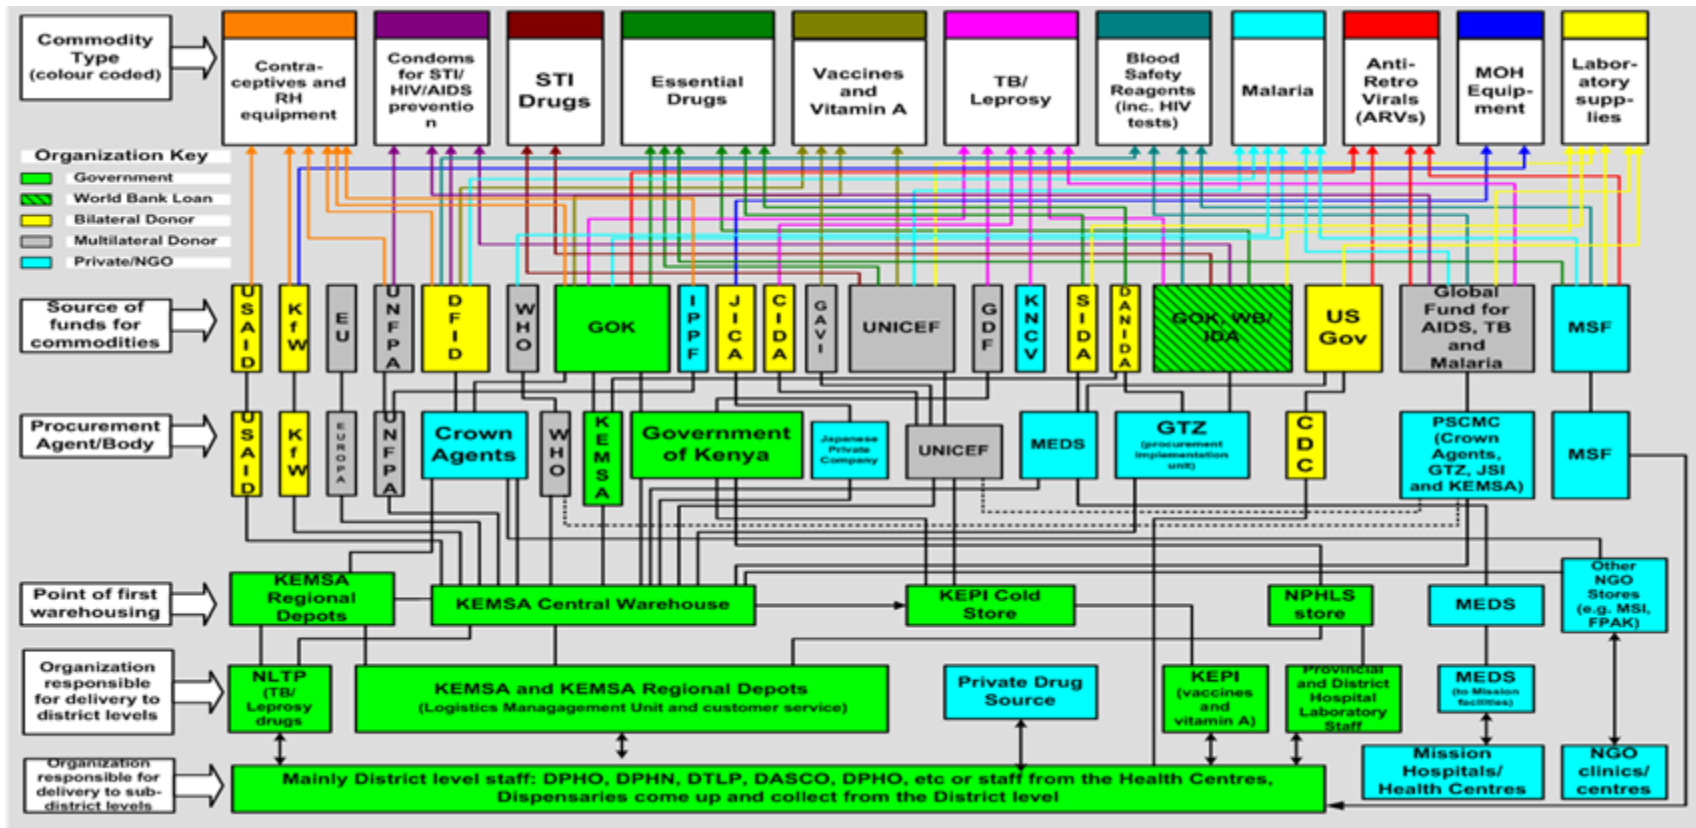 Commodity
Type
(colour coded)
Contra-
ceptives and
RH
equipment
Condoms
for STI/
HIV/AIDS
preventio
n
STI
Drugs
Essential
Drugs
Vaccines
and
Vitamin A
TB/
Leprosy
Blood
Safety
Reagents
(inc. HIV
tests)
Malaria
Anti-
Retro
Virals
(ARVs)
MOH
Equip-
ment
Labor-
atory
supp-
lies
Organization Key
Government
World Bank Loan
Bilateral Donor
Multilateral Donor
Private/NGO
Source of
funds for
commodities
USAID
KfW
EU
UNFPA
DFID
WHO
GOK
IPPF
JICA
CIDA
GAVI
UNICEF
GDF
KNCV
SIDA
DANIDA
GOK, WB/
IDA
US
Gov
Global
Fund for
AIDS, TB
and
Malaria
MSF
Procurement
Agent/Body
USAID
KfW
EUROPA
UNFPA
Crown
Agents
WHO
KEMSA
Government
of Kenya
Japanese
Private
Company
UNICEF
MEDS
GTZ
(procurement
implementation
unit)
CDC
PSCMC
(Crown
Agents,
GTZ, JSI
and KEMSA)
MSF
Point of first
warehousing
KEMSA
Regional
Depots
KEMSA Central Warehouse
KEPI Cold
Store
NPHLS
store
MEDS
Other
NGO
Stores
(e.g. MSI,
FPAK)
Organization
responsible
for delivery to
district levels
NLTP
(TB/
Leprosy
drugs
KEMSA and KEMSA Regional Depots
(Logistics Managagement Unit and customer service)
Private Drug
Source
KEPI
(vaccines
and
vitamin A)
Provincial
and District
Hospital
Laboratory
Staff
MEDS
(to Mission
facilities)
Organization
responsible for
delivery to sub-
district levels
Mainly District level staff: DPHO, DPHN, DTLP, DASCO, DPHO, etc or staff from the Health Centres,
Dispensaries come up and collect from the District level
Mission
Hospitals/
Health Centres
NGO
clinics/
centres